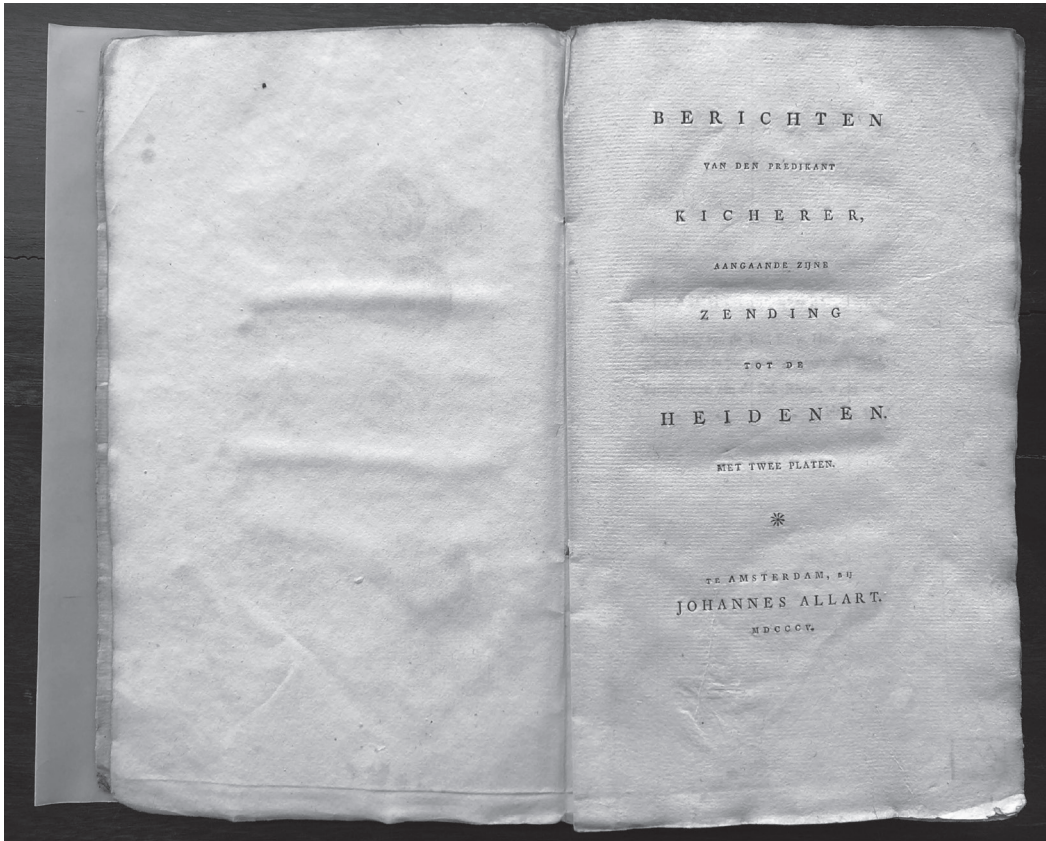 BERICHTEN
VAN DEN PREDIKANT
KICHERER,
AANGAANDE ZIJNE
ZENDING
TOT DE
HEIDENEN.
MET TWEE PLATEN.
TE AMSTERDAM, BIJ
JOHANNES ALLART.
MDCCCV.